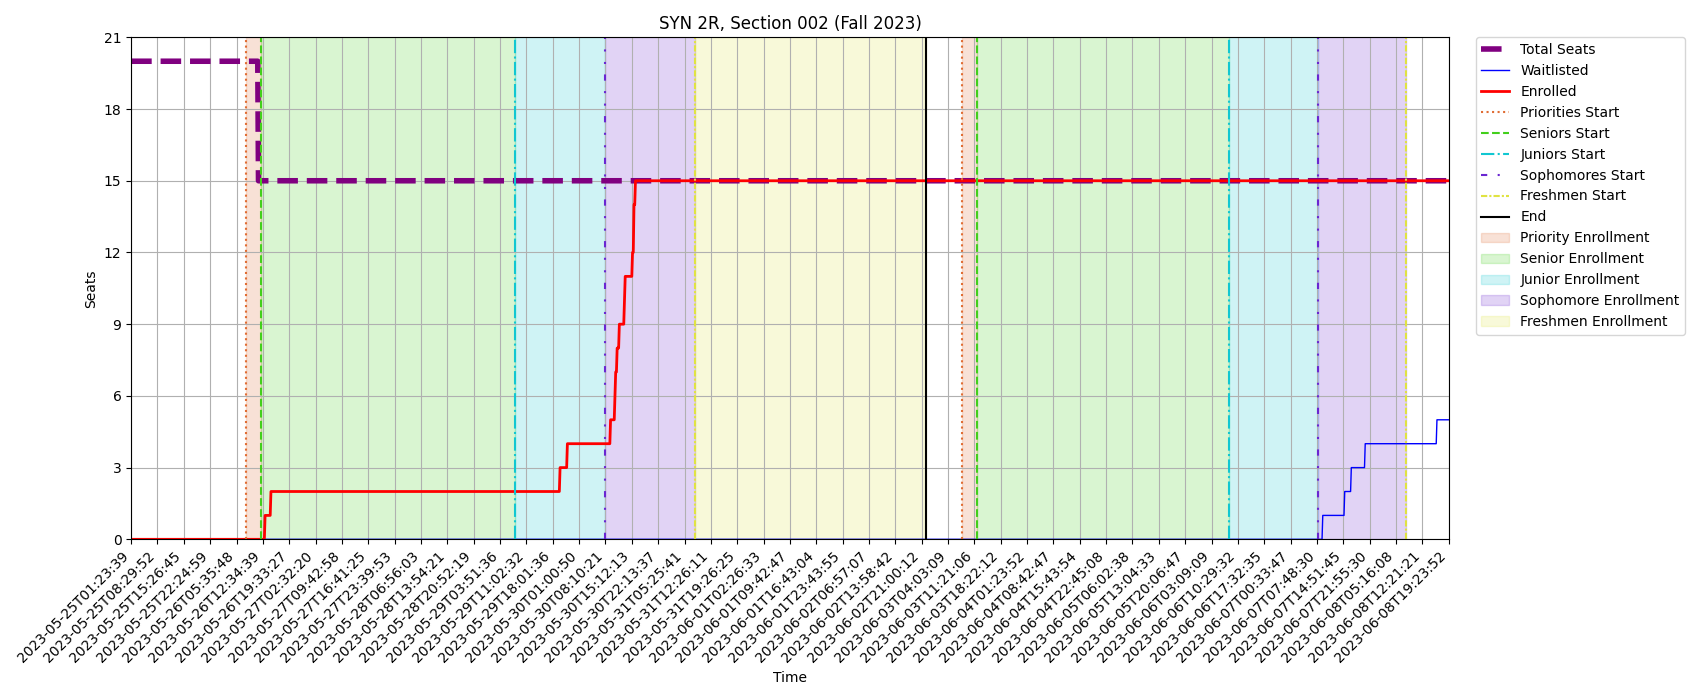 SYN 2R, Section 002 (Fall 2023)
21
18
15
12
9
6
3
0
Seats
Total Seats
Waitlisted
Enrolled
Priorities Start
Seniors Start
Juniors Start
Sophomores Start
Freshmen Start
End
Priority Enrollment
Senior Enrollment
Junior Enrollment
Sophomore Enrollment
Freshmen Enrollment
2023-05-25T01:23:39
2023-05-25T08:29:52
2023-05-25T15:26:45
2023-05-25T22:24:59
2023-05-26T05:35:48
2023-05-26T12:34:39
2023-05-26T19:33:27
2023-05-27T02:32:20
2023-05-27T09:42:58
2023-05-27T16:41:25
2023-05-27T23:39:53
2023-05-28T06:56:03
2023-05-28T13:54:21
2023-05-28T20:52:19
2023-05-29T03:51:36
2023-05-29T11:02:32
2023-05-29T18:01:36
2023-05-30T01:00:50
2023-05-30T08:10:21
2023-05-30T15:12:13
2023-05-30T22:13:37
2023-05-31T05:25:41
2023-05-31T12:26:11
2023-05-31T19:26:25
2023-06-01T02:26:33
2023-06-01T09:42:47
2023-06-01T16:43:04
2023-06-01T23:43:55
2023-06-02T06:57:07
2023-06-02T13:58:42
2023-06-02T21:00:12
2023-06-03T04:03:09
2023-06-03T11:21:06
2023-06-03T18:22:12
2023-06-04T01:23:52
2023-06-04T08:42:47
2023-06-04T15:43:54
2023-06-04T22:45:08
2023-06-05T06:02:38
2023-06-05T13:04:33
2023-06-05T20:06:47
2023-06-06T03:09:09
2023-06-06T10:29:32
2023-06-06T17:32:35
2023-06-07T00:33:47
2023-06-07T07:48:30
2023-06-07T14:51:45
2023-06-07T21:55:30
2023-06-08T05:16:09
2023-06-08T12:21:21
2023-06-08T19:23:52
Time